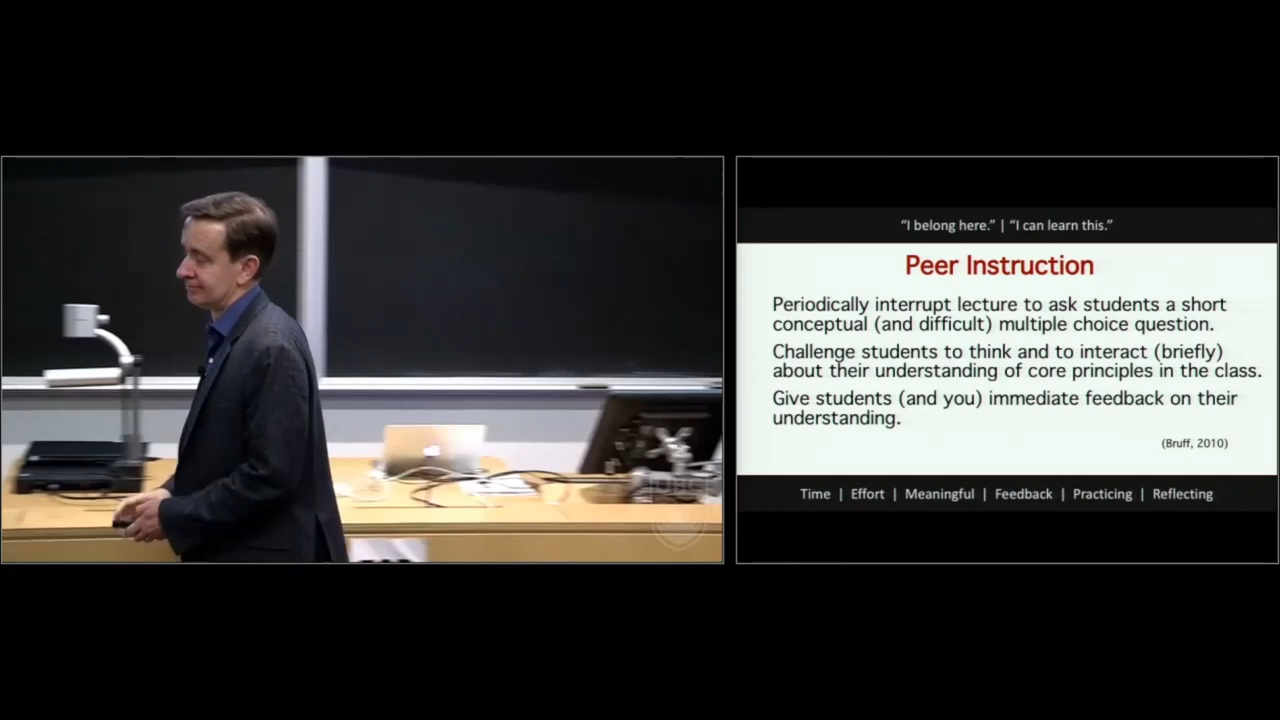 “I belong here.” | “I can learn this.”
Peer Instruction
Periodically interrupt lecture to ask students a short
conceptual (and difficult) multiple choice question.
Challenge students to think and to interact (briefly)
about their understanding of core principles in the class.
Give students (and you) immediate feedback on their
understanding.
(Bruff, 2010)
Time | Effort | Meaningful | Feedback | Practicing | Reflecting